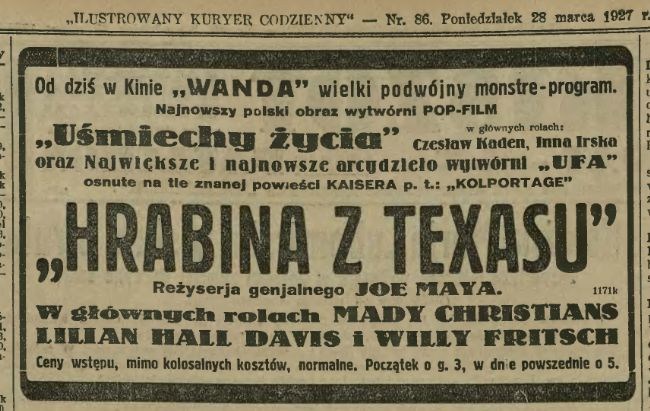 „ILUSTROWANY KURYER CODZIENNY" — Nr. 86. Poniedziałek 28 marca 1927 r.
Od dziś w Kinie „WANDA" wielki podwójny monstre-program.
Najnowszy polski obraz wytwórni POP-FILM
„Uśmiechy życia" w głównych rolach: Czesław Kaden, Inna Irska
oraz Największe i najnowsze arcydzieło wytwórni „UFA"
osnute na tle znanej powieści KAISERA p. t.: „KOLPORTAGE"
„HRABINA Z TEXASU"
Reżyserja genjalnego JOE MAYA. 1171k
W głównych rolach MADY CHRISTIANS
LILIAN HALL DAVIS i WILLY FRITSCH
Ceny wstępu, mimo kolosalnych kosztów, normalne. Początek o g. 3, w dnie powszednie o 5.